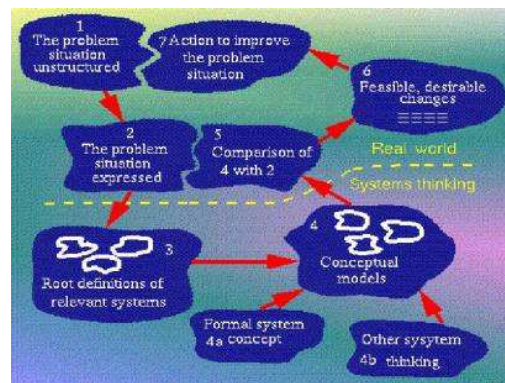 1
The problem
situation
unstructured
7 Action to improve
the problem
situation
6
Feasible, desirable
changes
2
The problem
situation
expressed
5
Comparison of
4 with 2
Real world
Systems thinking
3
Root definitions of
relevant systems
4
Conceptual
models
Formal system
4a concept
Other sysytem
4b thinking